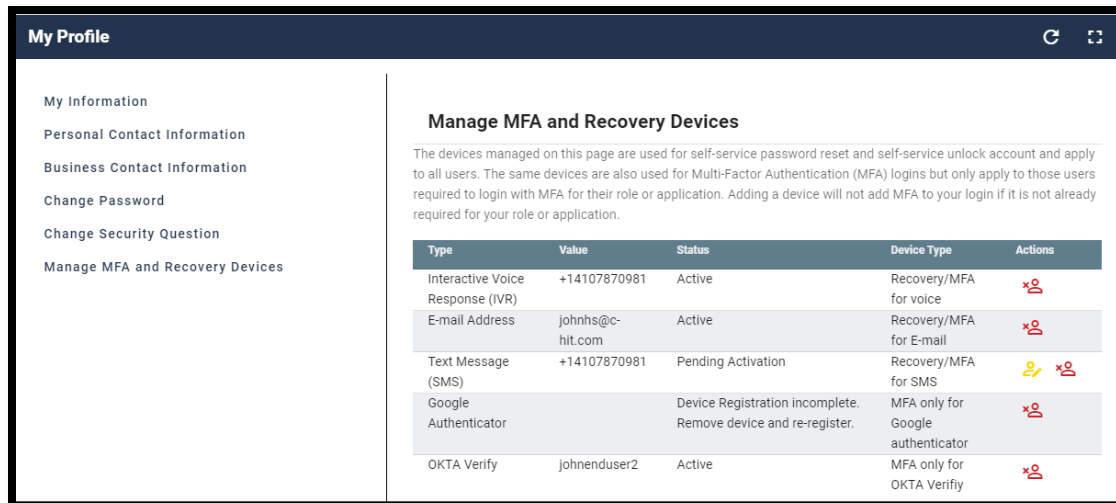 My Profile
My Information
Personal Contact Information
Business Contact Information
Change Password
Change Security Question
Manage MFA and Recovery Devices
Manage MFA and Recovery Devices
The devices managed on this page are used for self-service password reset and self-service unlock account and apply
to all users. The same devices are also used for Multi-Factor Authentication (MFA) logins but only apply to those users
required to login with MFA for their role or application. Adding a device will not add MFA to your login if it is not already
required for your role or application.
Type Value Status Device Type Actions
Interactive Voice +14107870981 Active Recovery/MFA
Response (IVR) for voice
E-mail Address johnhs@c- Active Recovery/MFA
hit.com for E-mail
Text Message +14107870981 Pending Activation Recovery/MFA
(SMS) for SMS
Google Device Registration incomplete. MFA only for
Authenticator Remove device and re-register. Google
authenticator
OKTA Verify johnenduser2 Active MFA only for
OKTA Verifiy